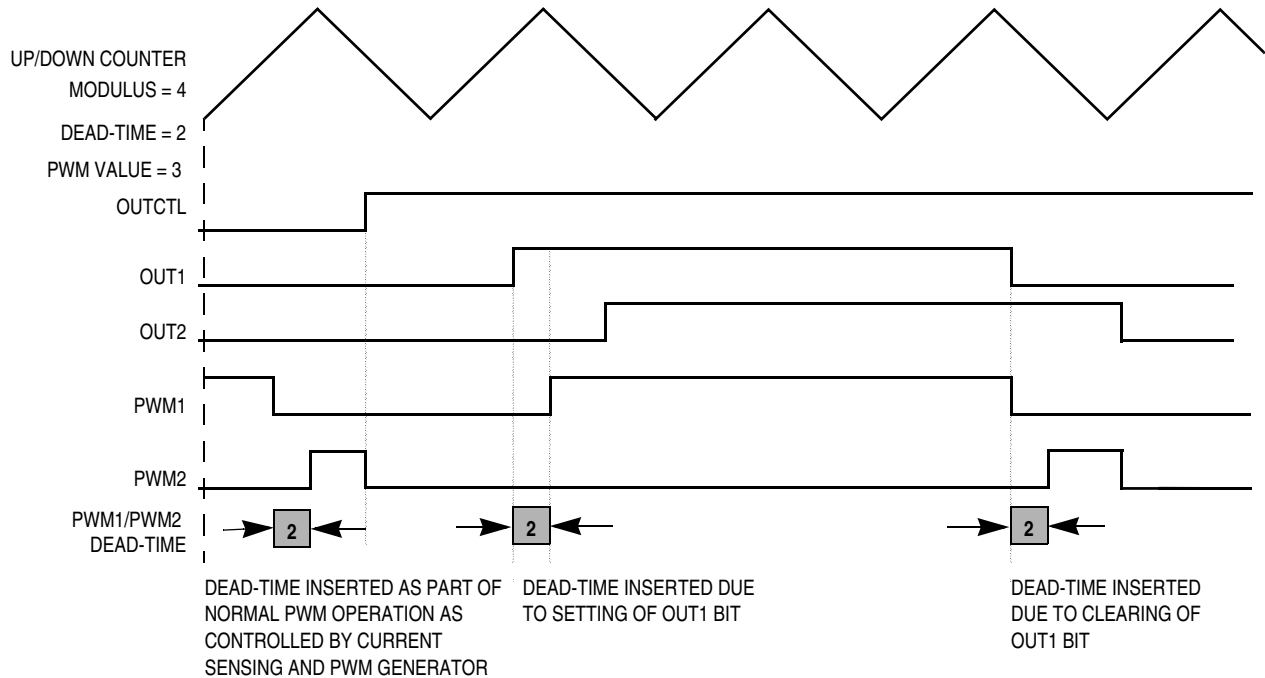 UP/DOWN COUNTER
MODULUS = 4
DEAD-TIME = 2
PWM VALUE = 3
OUTCTL
OUT1
OUT2
PWM1
PWM2
PWM1/PWM2
DEAD-TIME
2
2
2
DEAD-TIME INSERTED AS PART OF
NORMAL PWM OPERATION AS
CONTROLLED BY CURRENT
SENSING AND PWM GENERATOR
DEAD-TIME INSERTED DUE
TO SETTING OF OUT1 BIT
DEAD-TIME INSERTED
DUE TO CLEARING OF
OUT1 BIT